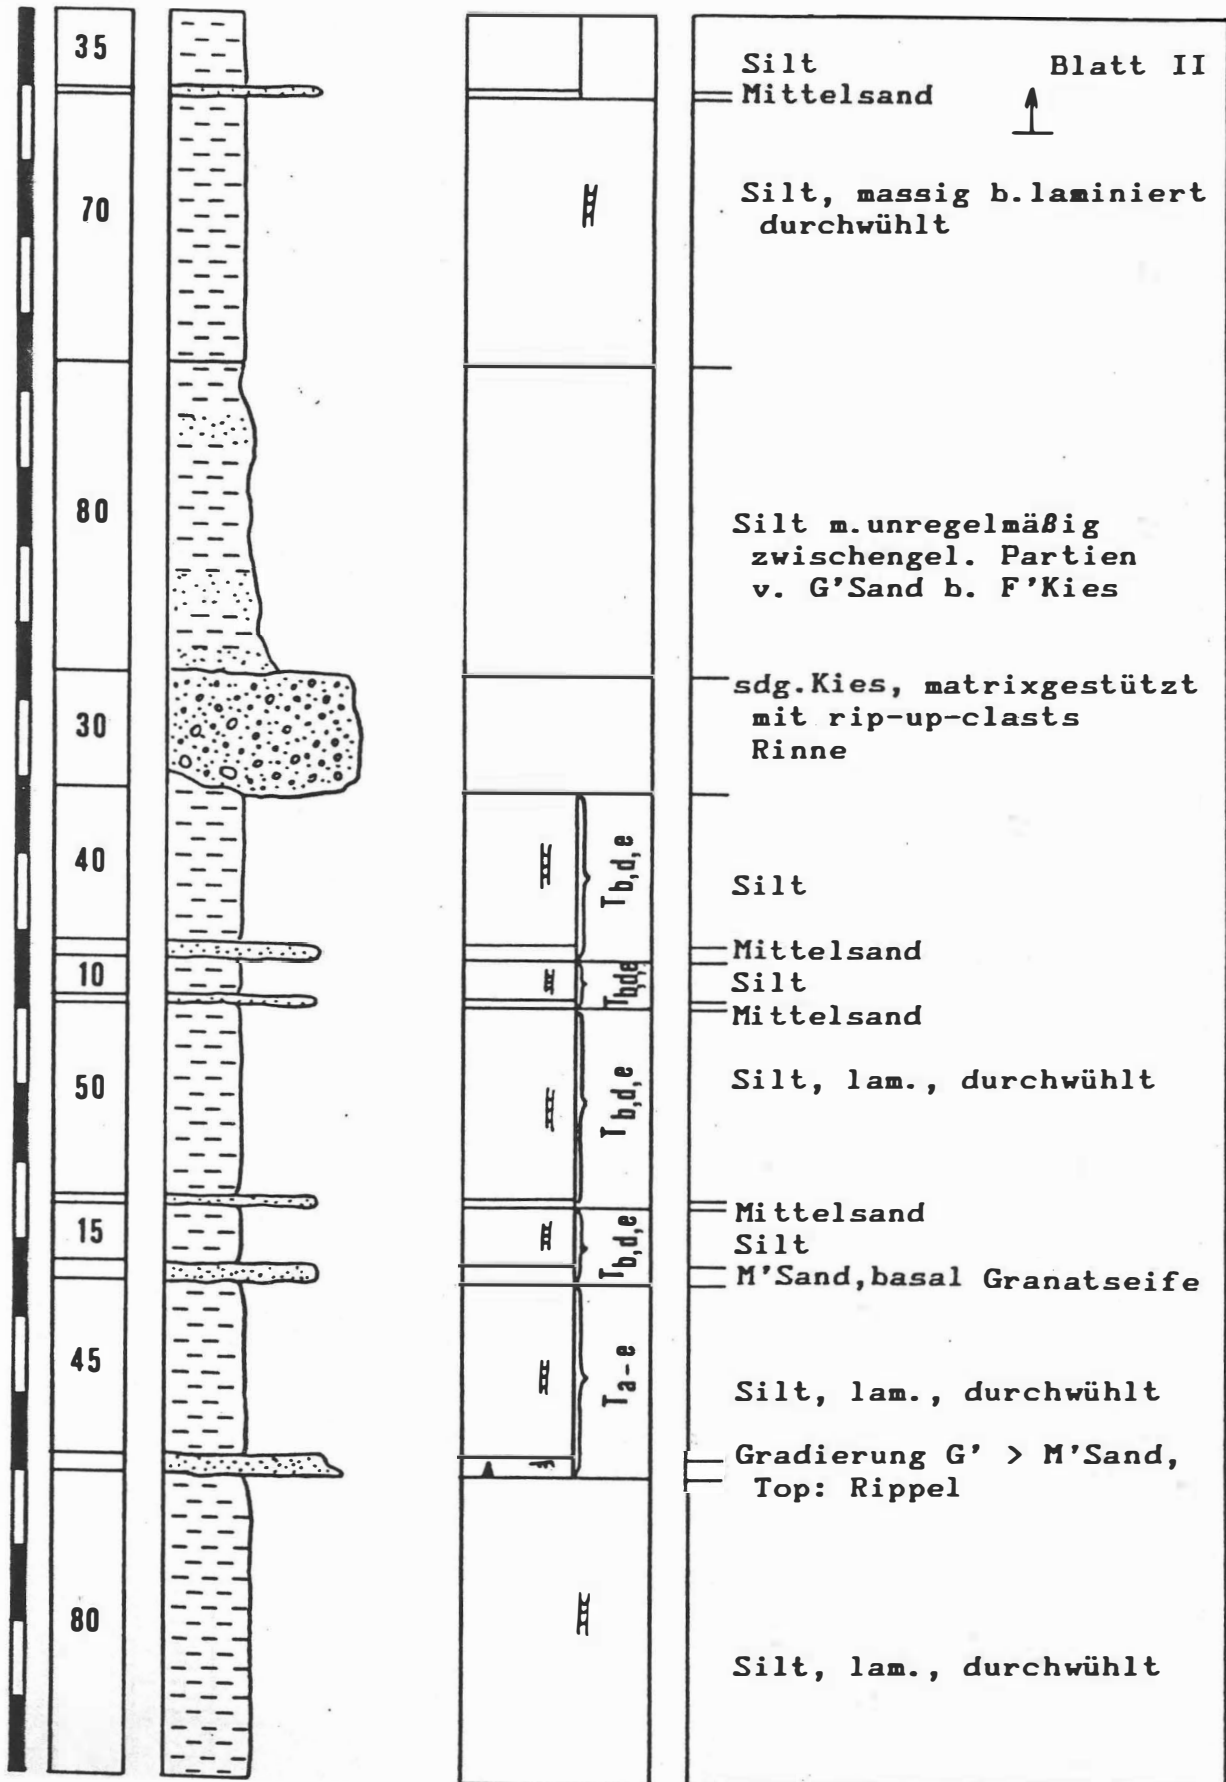 35
Silt
Blatt II
Mittelsand
70
Silt, massig b.laminiert
durchwühlt
80
Silt m.unregelmäßig
zwischengel. Partien
v. G'Sand b. F'Kies
30
sdg.Kies, matrixgestützt
mit rip-up-clasts
Rinne
40
Tb,d,e
Silt
Mittelsand
10
Tb,d,e
Silt
Mittelsand
50
Tb,d,e
Silt, lam., durchwühlt
Mittelsand
15
Tb,d,e
Silt
M'Sand,basal Granatseife
45
Ta-e
Silt, lam., durchwühlt
Gradierung G' > M'Sand,
Top: Rippel
80
Silt, lam., durchwühlt